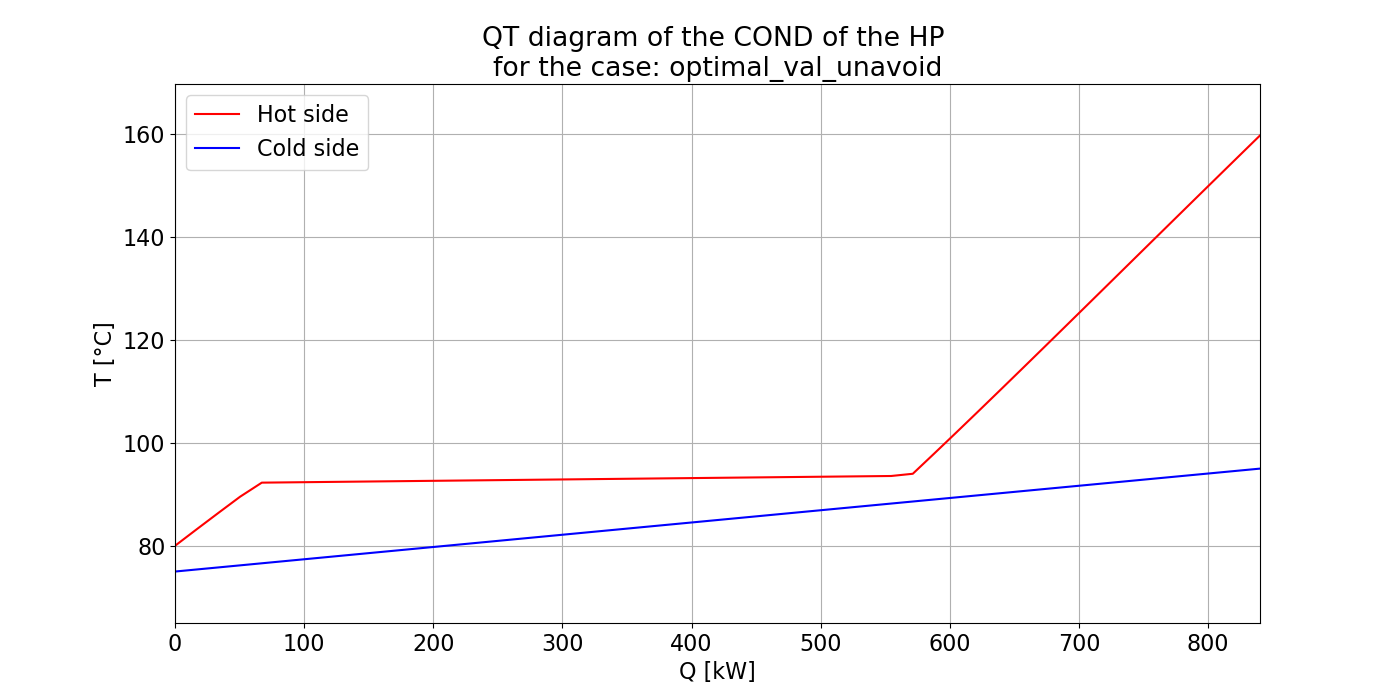 QT diagram of the COND of the HP
for the case: optimal_val_unavoid
Hot side
Cold side
160
140
120
100
80
T [°C]
0 100 200 300 400 500 600 700 800
Q [kW]